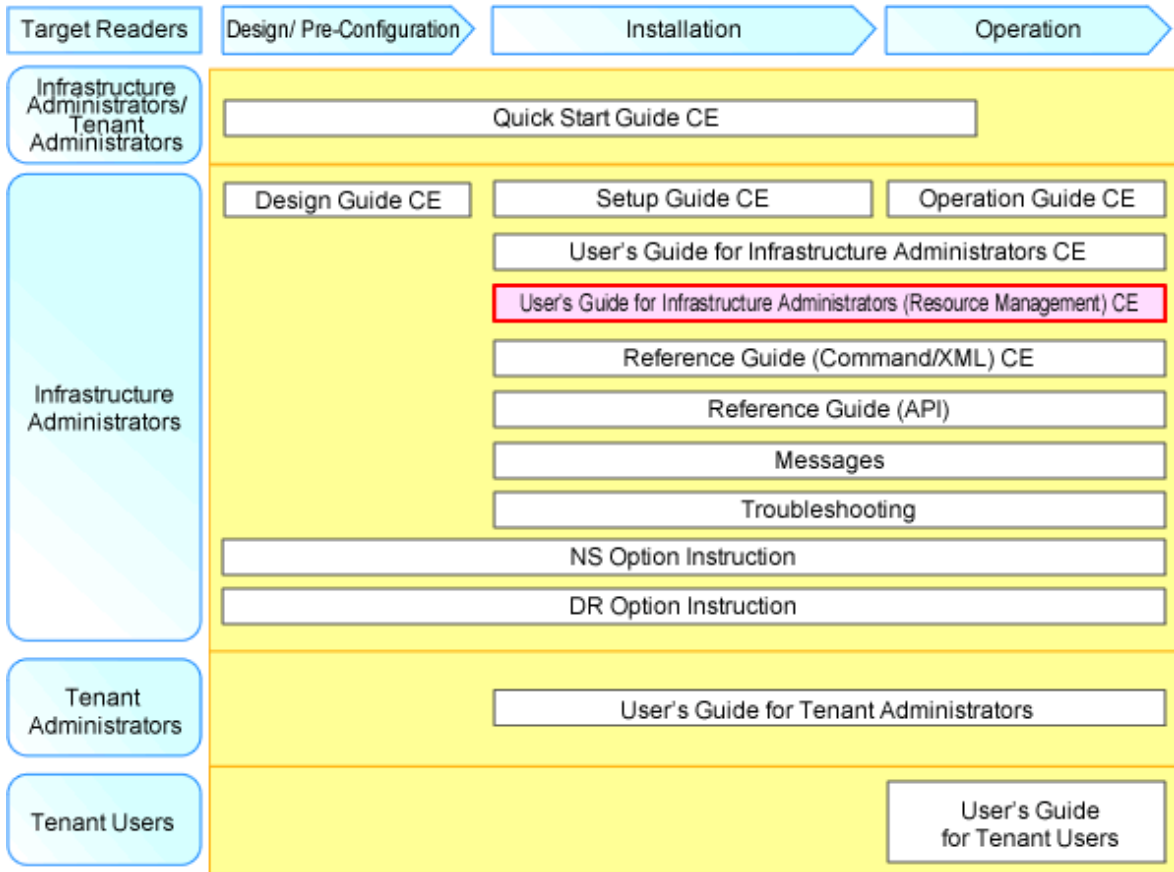 Target Readers
Design/ Pre-Configuration
Installation
Operation
Infrastructure
Administrators/
Tenant
Administrators
Quick Start Guide CE
Infrastructure
Administrators
Design Guide CE
Setup Guide CE
Operation Guide CE
User's Guide for Infrastructure Administrators CE
User's Guide for Infrastructure Administrators (Resource Management) CE
Reference Guide (Command/XML) CE
Reference Guide (API)
Messages
Troubleshooting
NS Option Instruction
DR Option Instruction
Tenant
Administrators
User's Guide for Tenant Administrators
Tenant Users
User's Guide
for Tenant Users